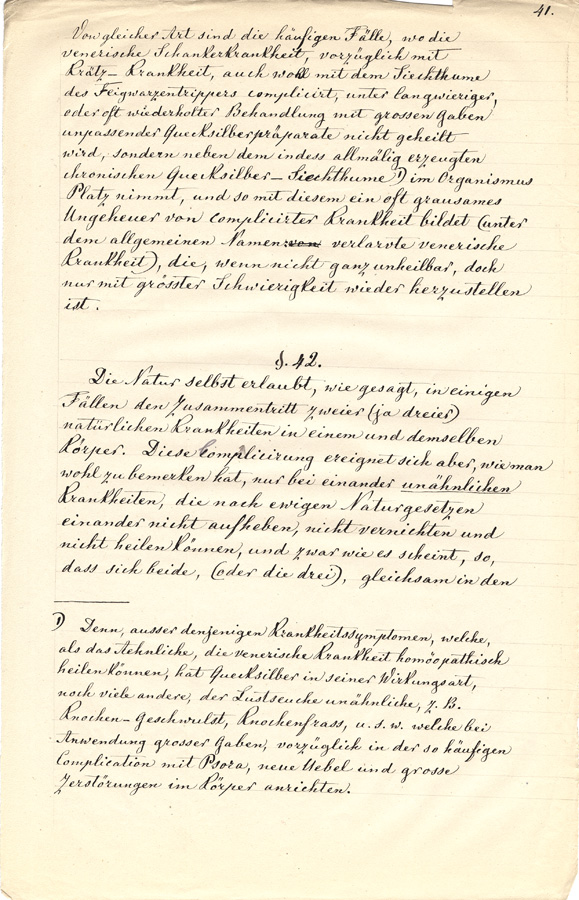 41.
Von gleicher Art sind die häufigen Fälle, wo die
venerische Schankerkrankheit, vorzüglich mit
Krätz-Krankheit, auch wohl mit dem Siechthume
des Feigwarzentrippers complicirt, unter langwieriger,
oder oft wiederholter Behandlung mit grossen Gaben
unpassender Quecksilberpräparate nicht geheilt
wird, sondern neben dem indess allmälig erzeugten
chronischen Quecksilber-Siechthume 1) im Organismus
Platz nimmt, und so mit diesem ein oft grausames
Ungeheuer von complicirter Krankheit bildet (unter
dem allgemeinen Namen: von verlarvte venerische
Krankheit), die, wenn nicht ganz unheilbar, doch
nur mit grösster Schwierigkeit wieder herzustellen
ist.
§. 42.
Die Natur selbst erlaubt, wie gesagt, in einigen
Fällen den Zusammentritt zweier (ja dreier)
natürlichen Krankheiten in einem und demselben
Körper. Diese Complicirung ereignet sich aber, wie man
wohl zu bemerken hat, nur bei einander unähnlichen
Krankheiten, die nach ewigen Naturgesetzen
einander nicht aufheben, nicht vernichten und
nicht heilen können, und zwar wie es scheint, so,
dass sich beide, (oder die drei), gleichsam in den
1) Denn, ausser denjenigen Krankheitssymptomen, welche,
als das Aehnliche, die venerische Krankheit homöopathisch
heilen können, hat Quecksilber in seiner Wirkungsart,
noch viele andere, der Lustseuche unähnliche, z. B.
Knochen-Geschwulst, Knochenfrass, u. s. w. welche bei
Anwendung grosser Gaben, vorzüglich in der so häufigen
Complication mit Psora, neue Uebel und grosse
Zerstörungen im Körper anrichten.